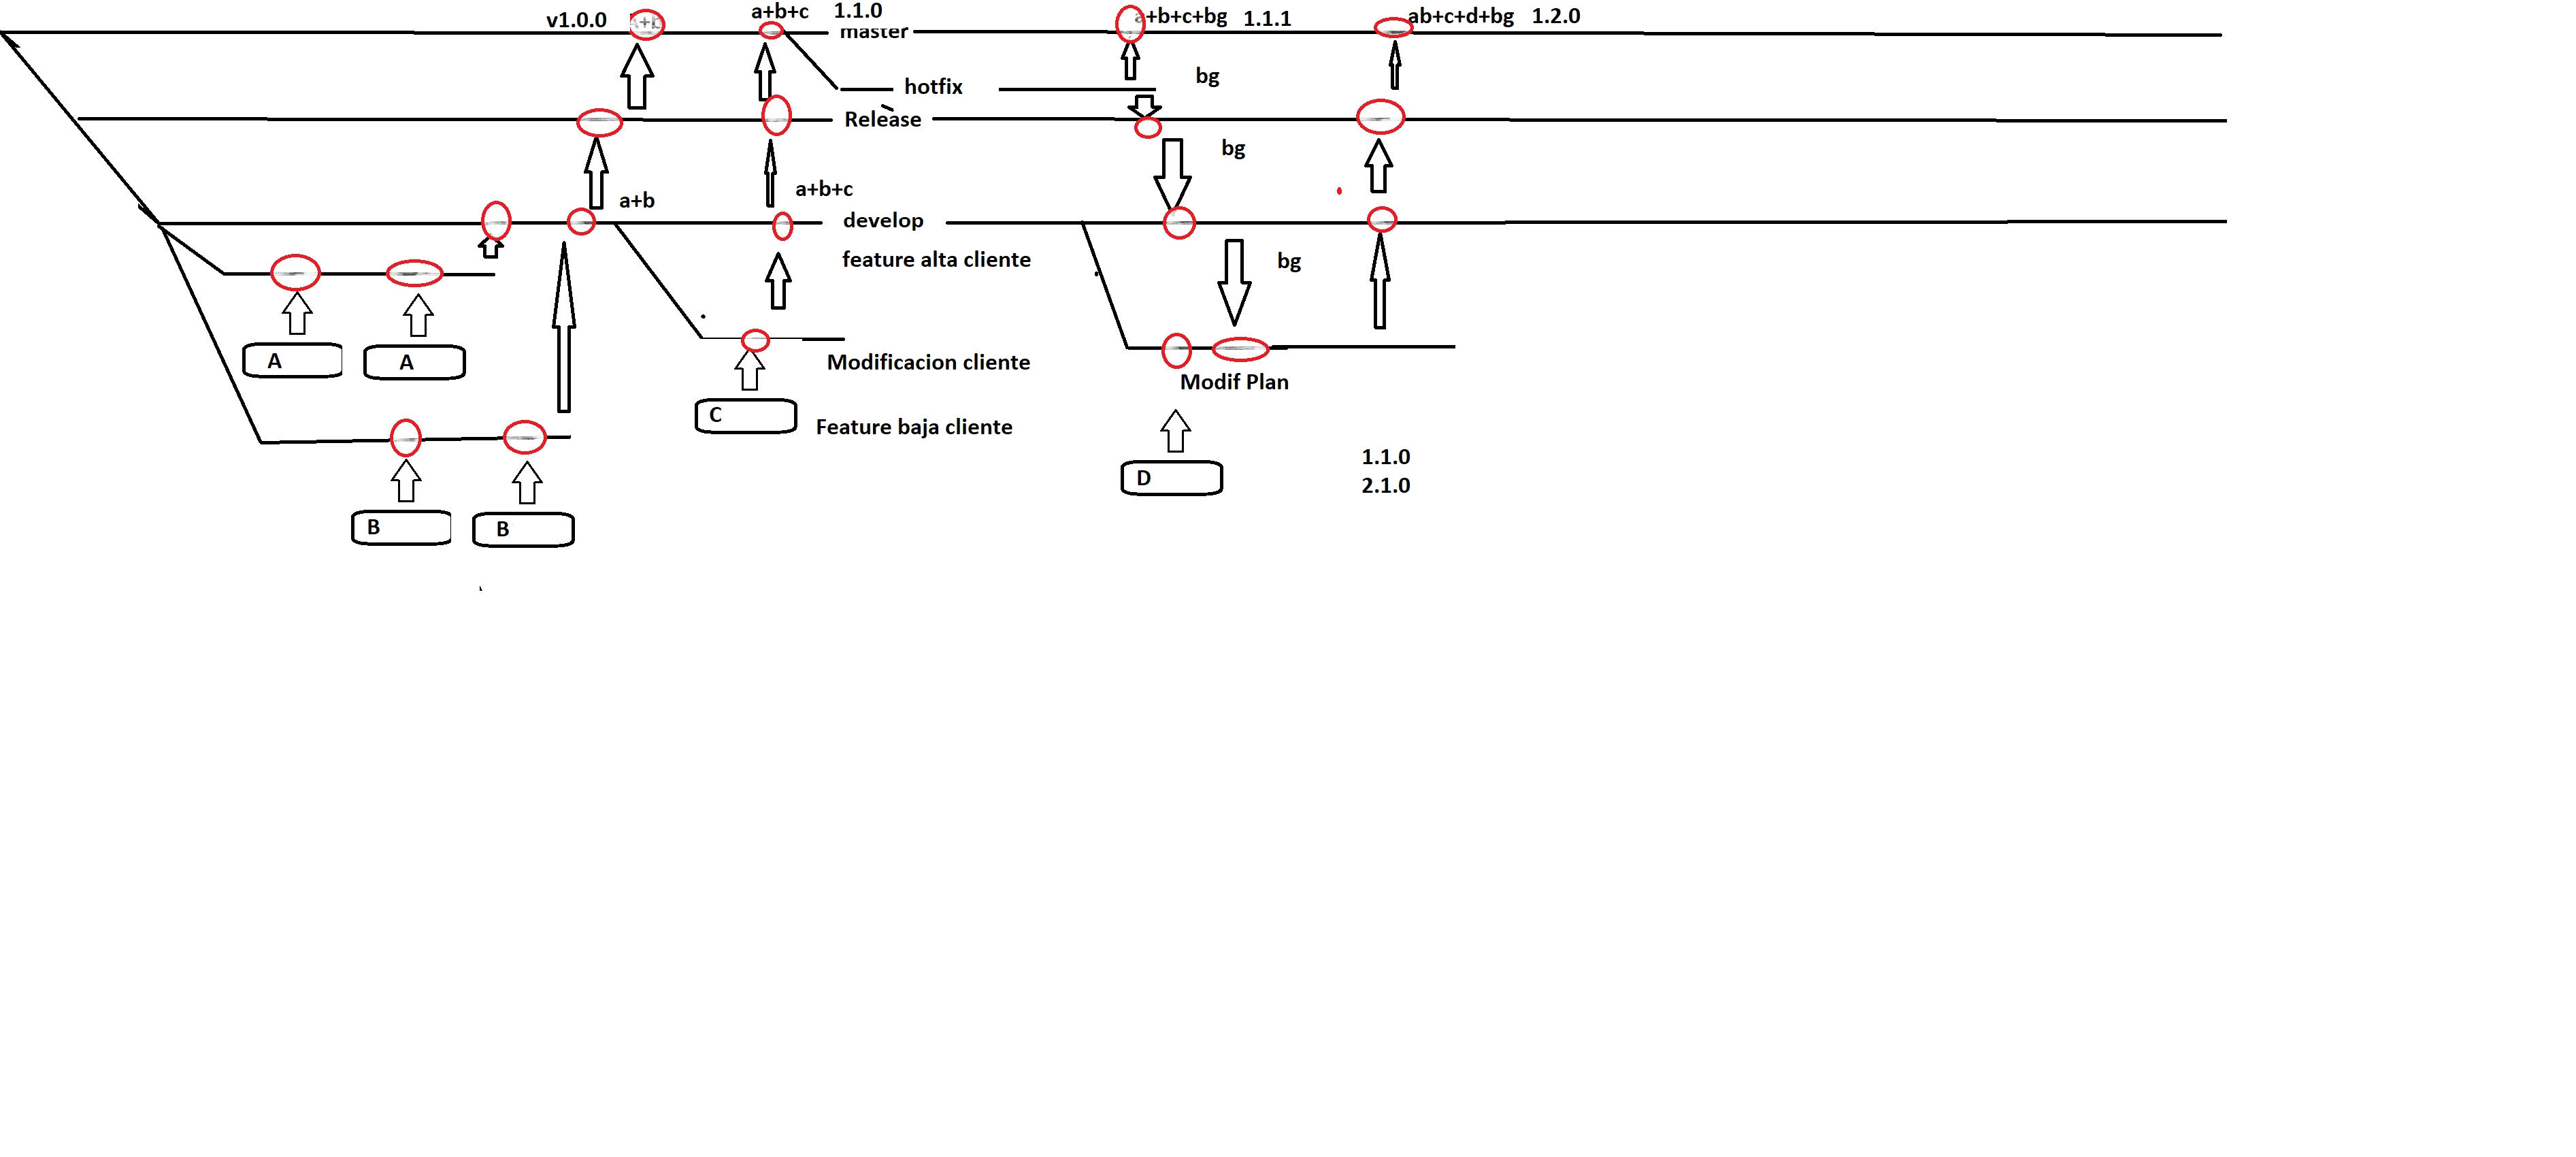 v1.0.0
A+b
a+b+c 1.1.0
master
a+b+c+bg 1.1.1
ab+c+d+bg 1.2.0
hotfix
bg
Release
bg
a+b
a+b+c
develop
feature alta cliente
bg
A
A
Modificacion cliente
Modif Plan
C
Feature baja cliente
D
1.1.0
2.1.0
B
B